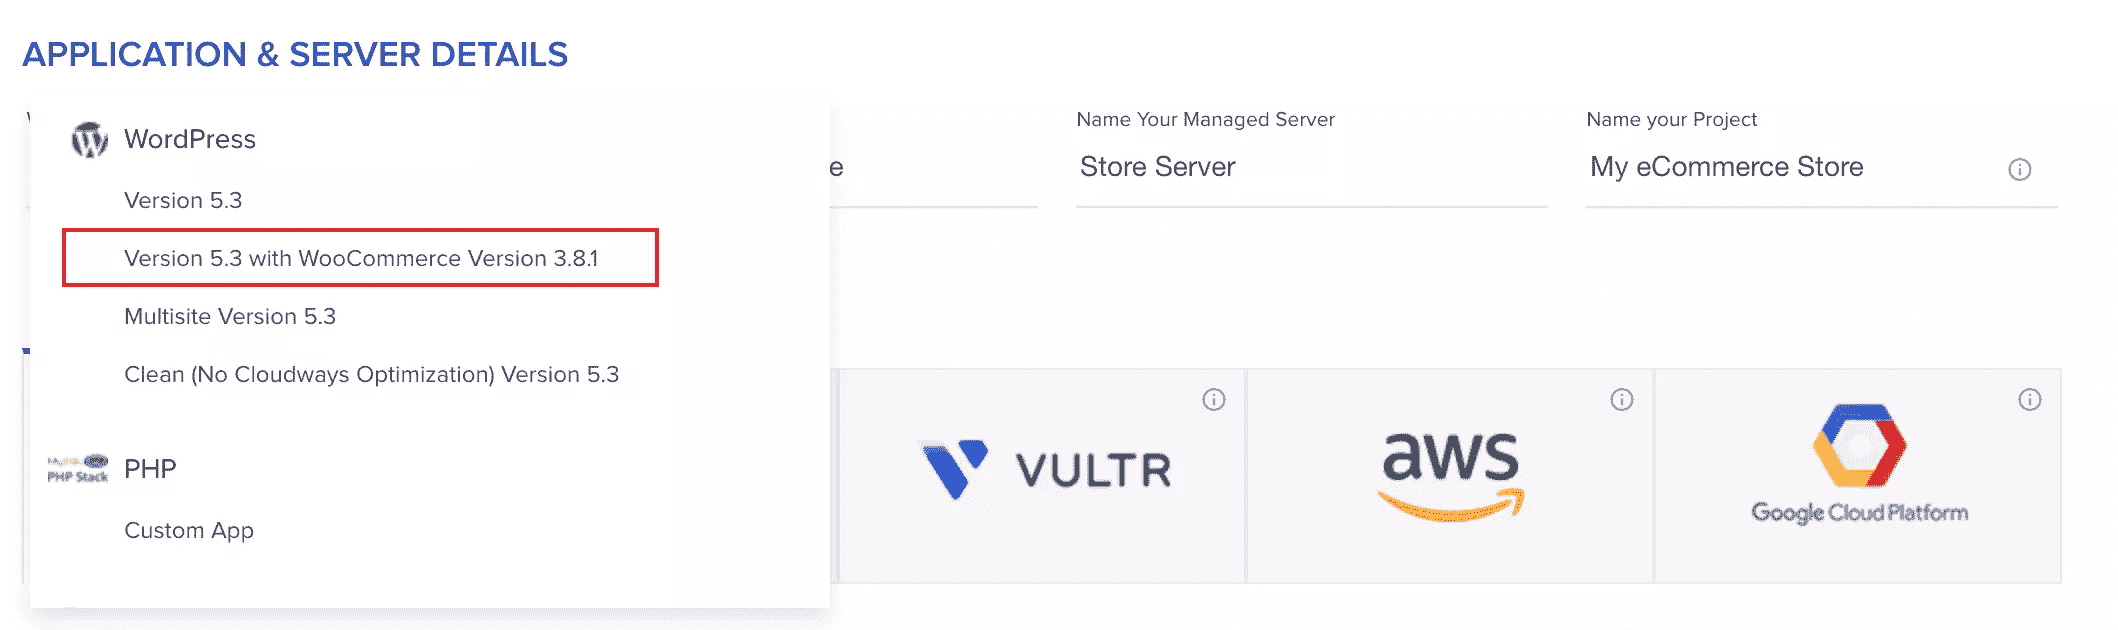 APPLICATION & SERVER DETAILS
WordPress
Version 5.3
Version 5.3 with WooCommerce Version 3.8.1
Multisite Version 5.3
Clean (No Cloudways Optimization) Version 5.3
PHP Stack
PHP
Custom App
e
Name Your Managed Server
Store Server
Name your Project
My eCommerce Store
VULTR
aws
Google Cloud Platform